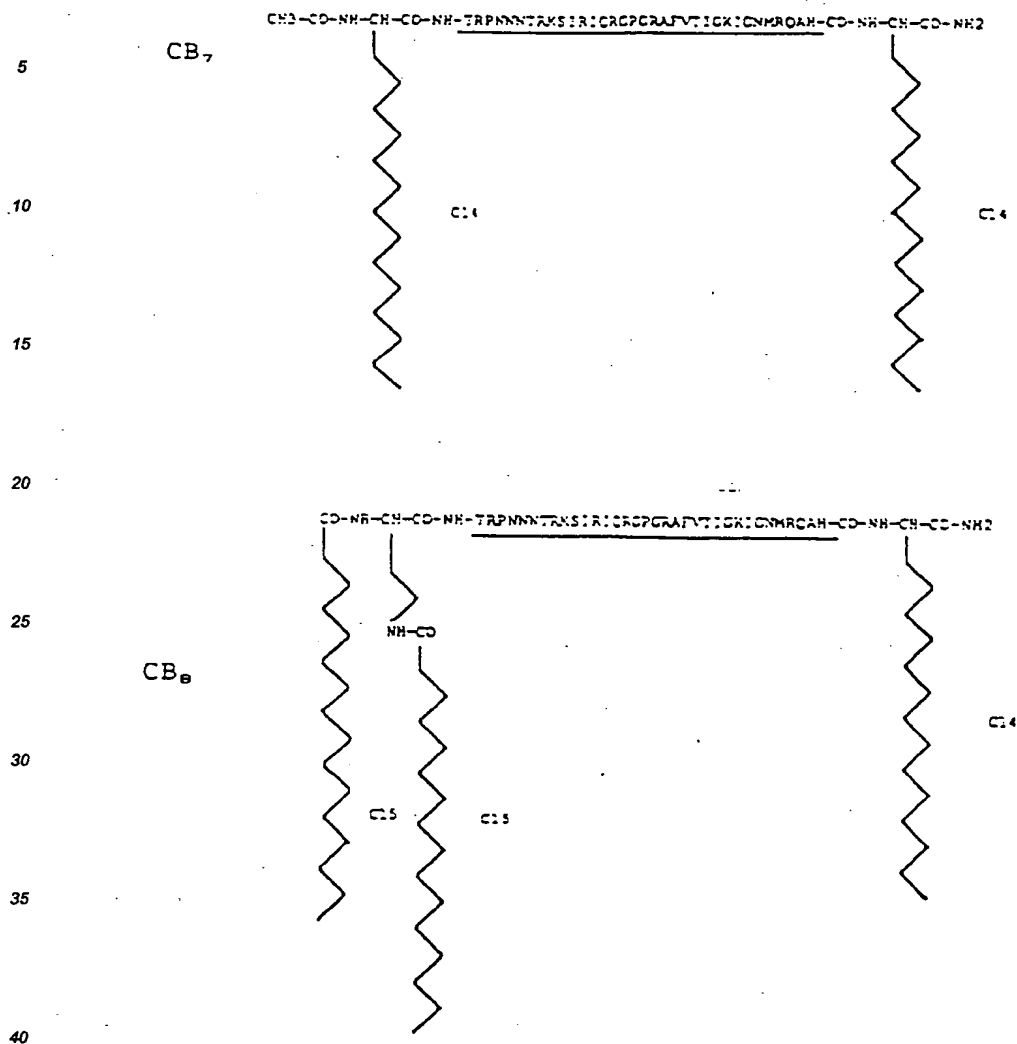 CH3-CO-NH-CH-CO-NH-TRPNNNTRKSIRIQRGPGRAFVTIGKIGNMRQAH-CO-NH-CH-CO-NH2
CB7
5
10
C14
C14
15
20
CO-NH-CH-CO-NH-TRPNNNTRKSIRIQRGPGRAFVTIGKIGNMRQAH-CO-NH-CH-CO-NH2
25
NH-CO
CB8
C14
30
C15
C15
35
40